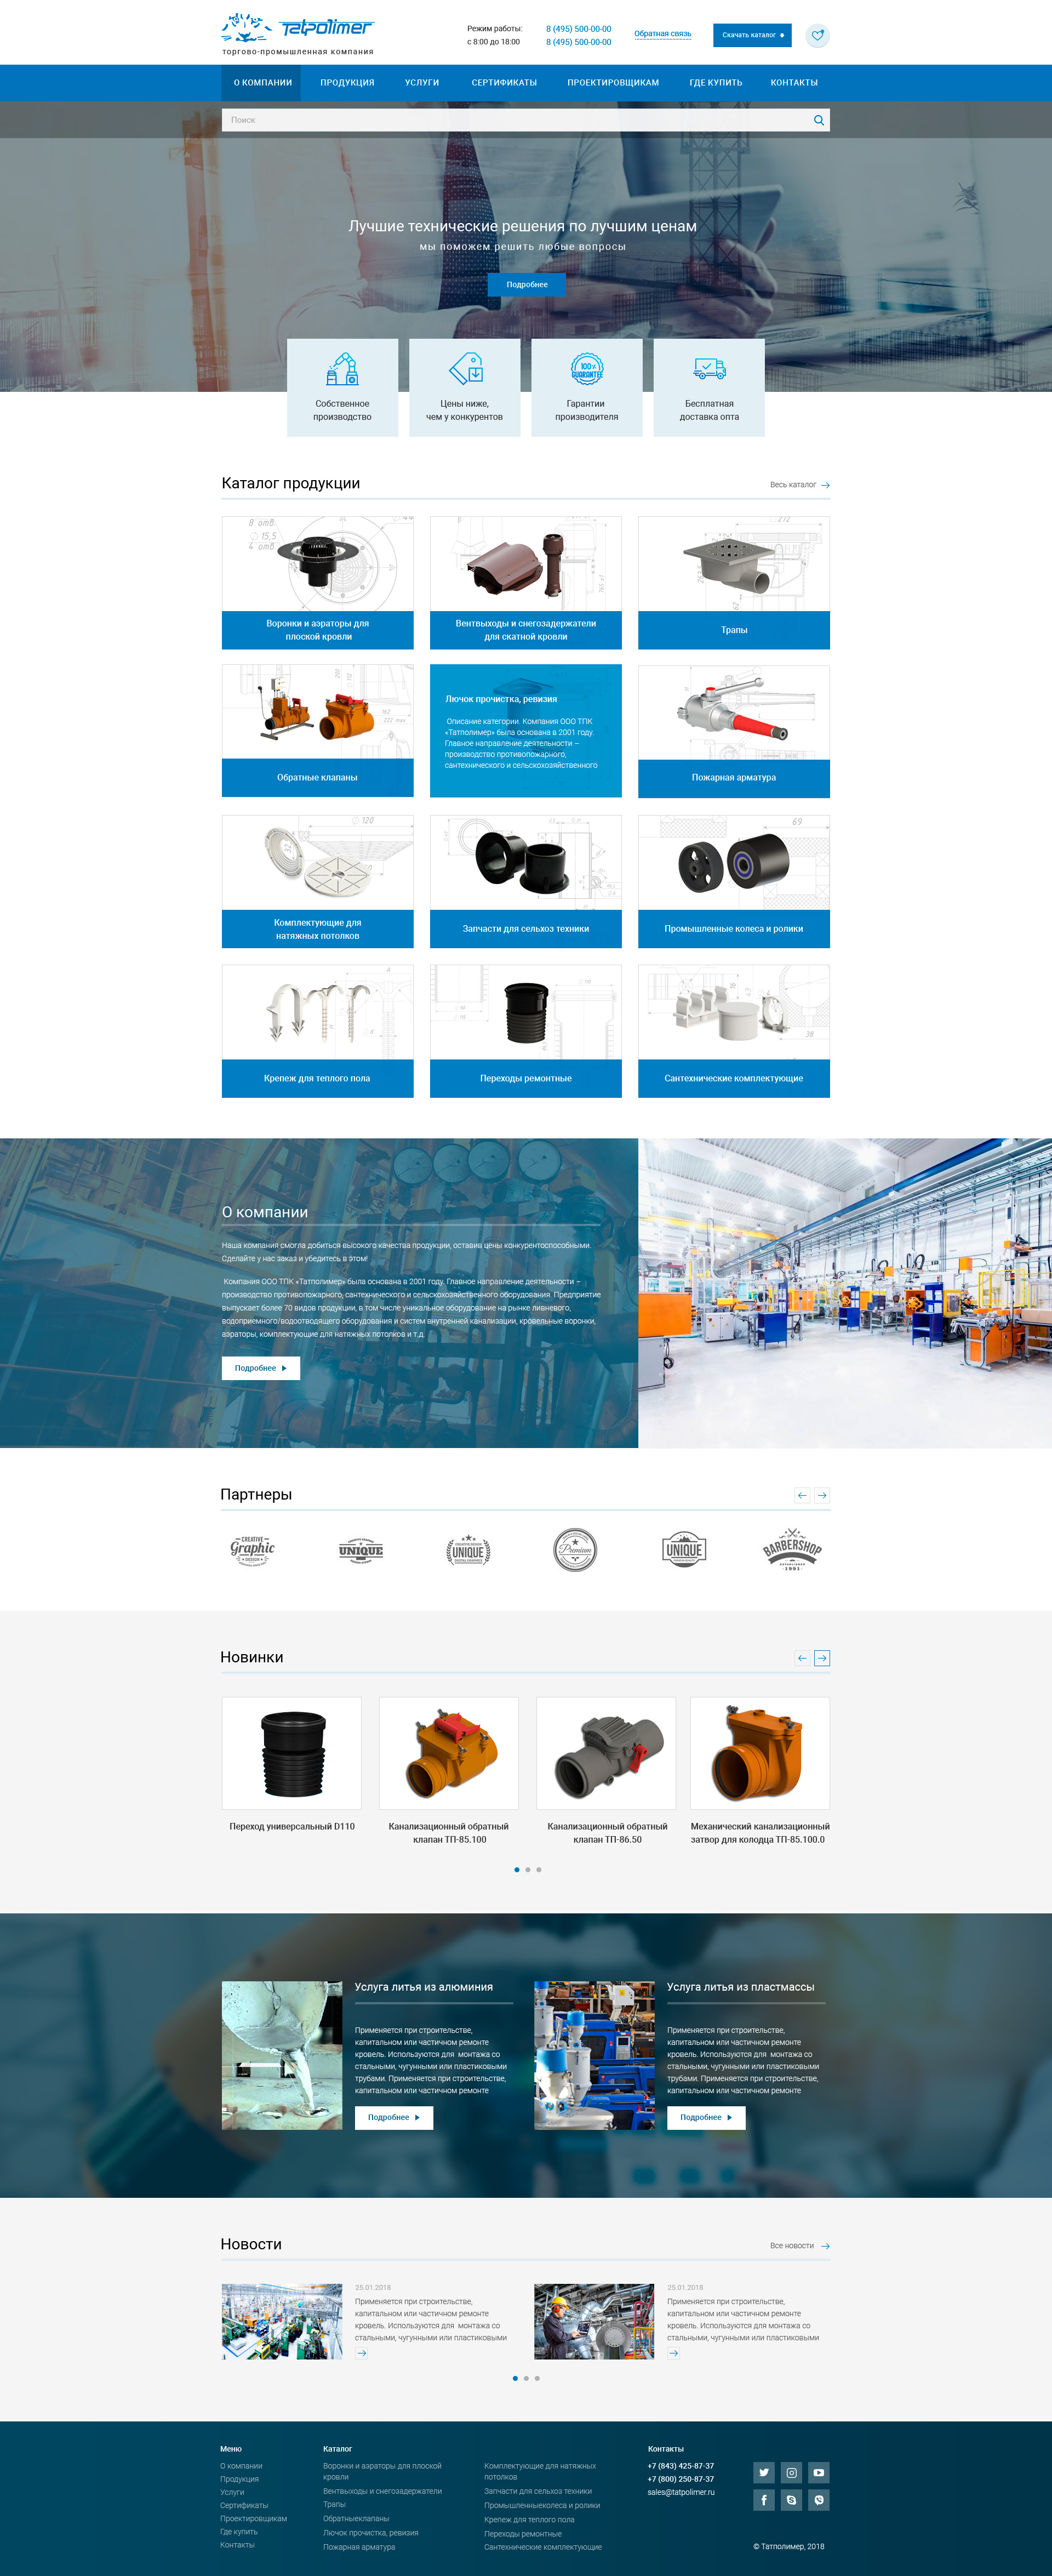 tatpolimer
торгово-промышленная компания
Режим работы:
с 8:00 до 18:00
8 (495) 500-00-00
8 (495) 500-00-00
Обратная связь
Скачать каталог
О КОМПАНИИ
ПРОДУКЦИЯ
УСЛУГИ
СЕРТИФИКАТЫ
ПРОЕКТИРОВЩИКАМ
ГДЕ КУПИТЬ
КОНТАКТЫ
Поиск
Лучшие технические решения по лучшим ценам
мы поможем решить любые вопросы
Подробнее
Собственное
производство
Цены ниже,
чем у конкурентов
100%
GUARANTEE
Гарантии
производителя
Бесплатная
доставка опта
Каталог продукции
Весь каталог
8 отв.
15,5
4 отв.
Воронки и аэраторы для
плоской кровли
Вентвыходы и снегозадержатели
для скатной кровли
272
Трапы
Обратные клапаны
Лючок прочистка, ревизия
Описание категории. Компания ООО ТПК
«Татполимер» была основана в 2001 году.
Главное направление деятельности –
производство противопожарного,
сантехнического и сельскохозяйственного
Пожарная арматура
120
Комплектующие для
натяжных потолков
Запчасти для сельхоз техники
69
Промышленные колеса и ролики
Крепеж для теплого пола
Переходы ремонтные
38
Сантехнические комплектующие
О компании
Наша компания смогла добиться высокого качества продукции, оставив цены конкурентоспособными.
Сделайте у нас заказ и убедитесь в этом!
Компания ООО ТПК «Татполимер» была основана в 2001 году. Главное направление деятельности –
производство противопожарного, сантехнического и сельскохозяйственного оборудования. Предприятие
выпускает более 70 видов продукции, в том числе уникальное оборудование на рынке ливневого,
водоприемного/водоотводящего оборудования и систем внутренней канализации, кровельные воронки,
аэраторы, комплектующие для натяжных потолков и т.д.
Подробнее
Партнеры
CREATIVE
Graphic
DESIGN
UNIQUE
UNIQUE
Premium
UNIQUE
BARBERSHOP
ESTABLISHED
1991
Новинки
Переход универсальный D110
Канализационный обратный
клапан ТП-85.100
Канализационный обратный
клапан ТП-86.50
Механический канализационный
затвор для колодца ТП-85.100.0
Услуга литья из алюминия
Применяется при строительстве,
капитальном или частичном ремонте
кровель. Используются для монтажа со
стальными, чугунными или пластиковыми
трубами. Применяется при строительстве,
капитальном или частичном ремонте
Подробнее
Услуга литья из пластмассы
Применяется при строительстве,
капитальном или частичном ремонте
кровель. Используются для монтажа со
стальными, чугунными или пластиковыми
трубами. Применяется при строительстве,
капитальном или частичном ремонте
Подробнее
Новости
Все новости
25.01.2018
Применяется при строительстве,
капитальном или частичном ремонте
кровель. Используются для монтажа со
стальными, чугунными или пластиковыми
25.01.2018
Применяется при строительстве,
капитальном или частичном ремонте
кровель. Используются для монтажа со
стальными, чугунными или пластиковыми
Меню
О компании
Продукция
Услуги
Сертификаты
Проектировщикам
Где купить
Контакты
Каталог
Воронки и аэраторы для плоской
кровли
Вентвыходы и снегозадержатели
Трапы
Обратныеклапаны
Лючок прочистка, ревизия
Пожарная арматура
Комплектующие для натяжных
потолков
Запчасти для сельхоз техники
Промышленныеколеса и ролики
Крепеж для теплого пола
Переходы ремонтные
Сантехнические комплектующие
Контакты
+7 (843) 425-87-37
+7 (800) 250-87-37
sales@tatpolimer.ru
© Татполимер, 2018